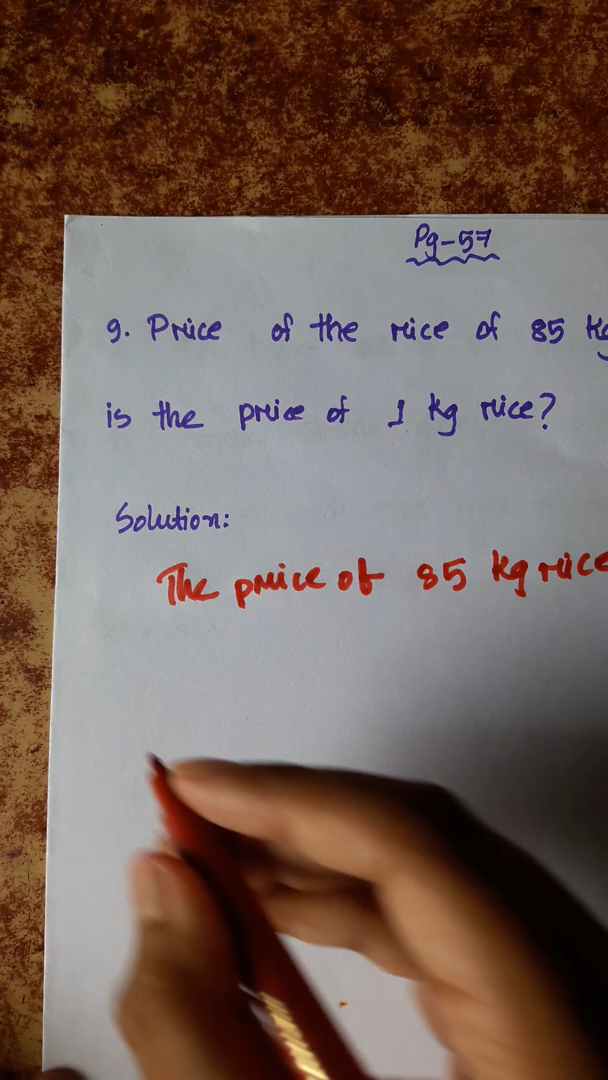 Pg-57
9. Price of the rice of 85 Kg
is the price of 1 kg rice?
Solution:
The price of 85 kg rice